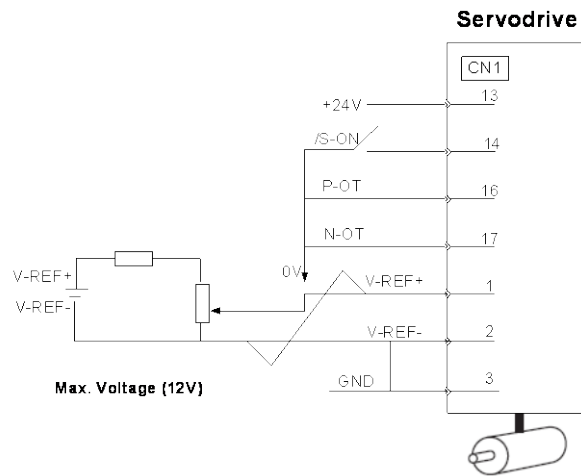 Servodrive
CN1
+24V 13
/S-ON 14
P-OT 16
N-OT 17
0V
V-REF+ V-REF+ 1
V-REF- V-REF- 2
Max. Voltage (12V) GND 3